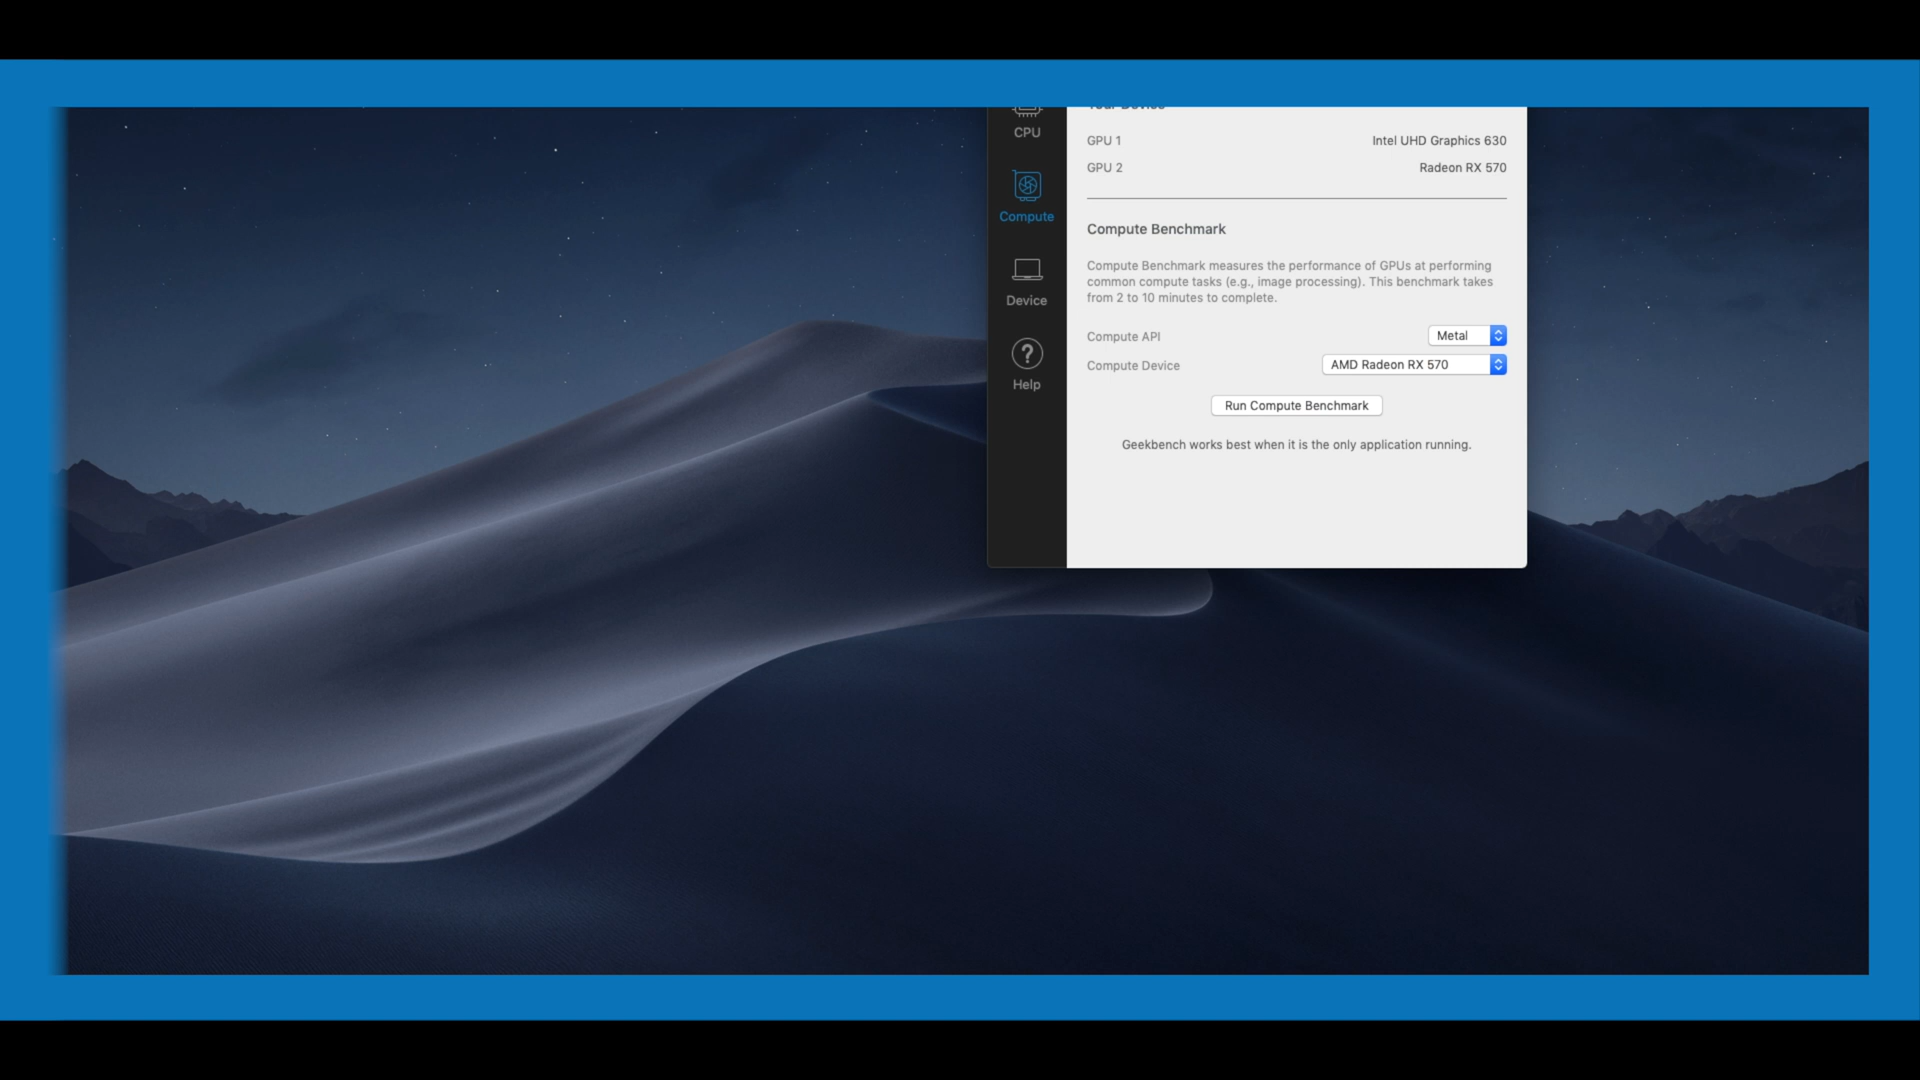 CPU
Compute
Device
Help
GPU 1 Intel UHD Graphics 630
GPU 2 Radeon RX 570
Compute Benchmark
Compute Benchmark measures the performance of GPUs at performing
common compute tasks (e.g., image processing). This benchmark takes
from 2 to 10 minutes to complete.
Compute API Metal
Compute Device AMD Radeon RX 570
Run Compute Benchmark
Geekbench works best when it is the only application running.